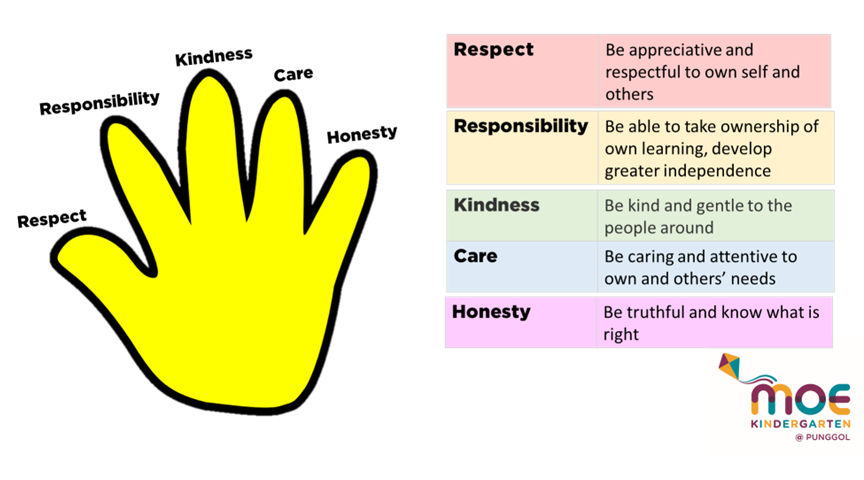 Kindness
Care
Responsibility
Honesty
Respect
Respect
Be appreciative and
respectful to own self and
others
Responsibility
Be able to take ownership of
own learning, develop
greater independence
Kindness
Be kind and gentle to the
people around
Care
Be caring and attentive to
own and others’ needs
Honesty
Be truthful and know what is
right
moe
KINDERGARTEN
@ PUNGGOL